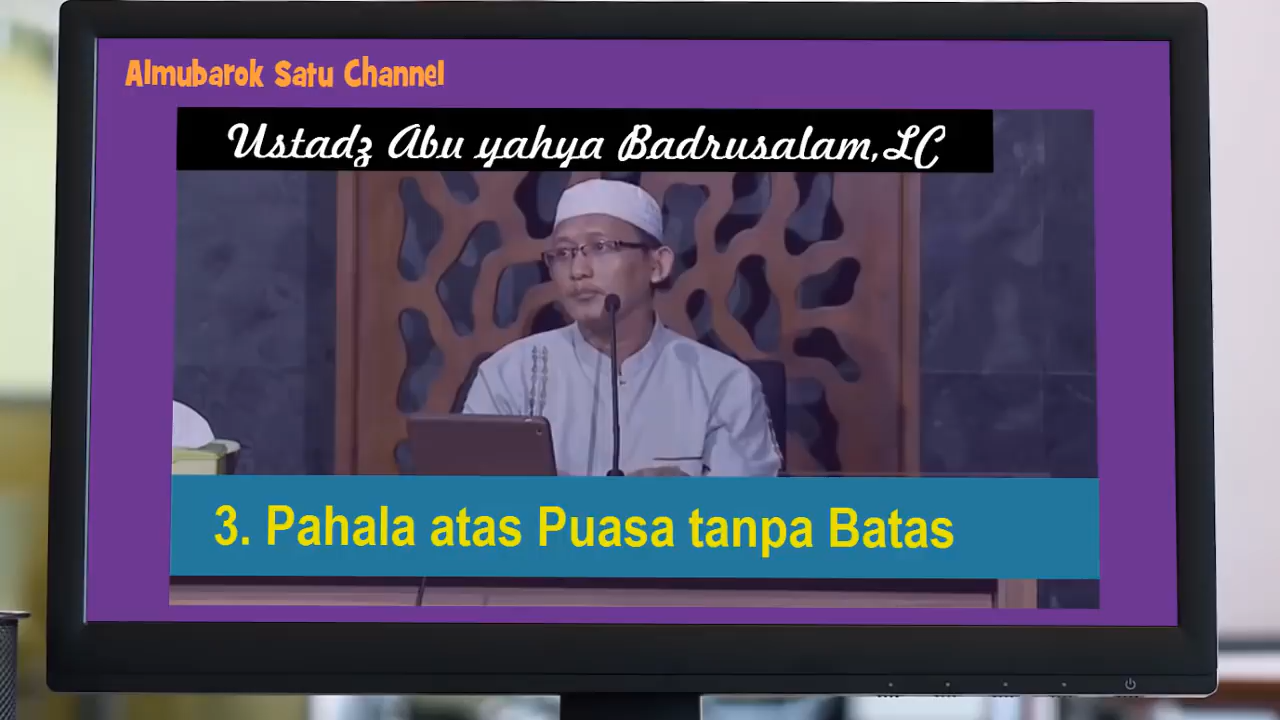 Almubarok Satu Channel
Ustadz Abu yahya Badrusalam,LC
3. Pahala atas Puasa tanpa Batas